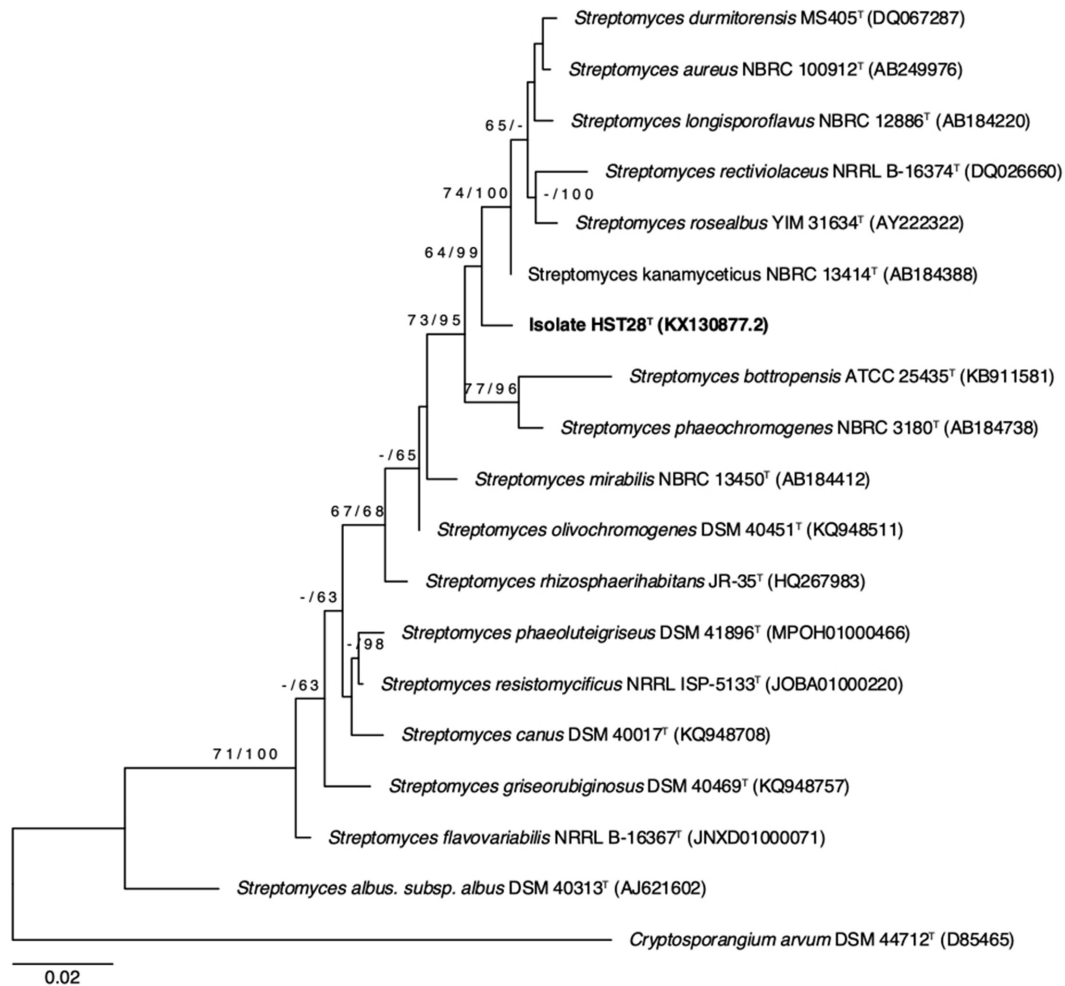 Streptomyces durmitorensis MS405ᵀ (DQ067287)
Streptomyces aureus NBRC 100912ᵀ (AB249976)
Streptomyces longisporoflavus NBRC 12886ᵀ (AB184220)
65/-
Streptomyces rectiviolaceus NRRL B-16374ᵀ (DQ026660)
74/100
-/100
Streptomyces rosealbus YIM 31634ᵀ (AY222322)
64/99
Streptomyces kanamyceticus NBRC 13414ᵀ (AB184388)
73/95
Isolate HST28ᵀ (KX130877.2)
Streptomyces bottropensis ATCC 25435ᵀ (KB911581)
77/96
Streptomyces phaeochromogenes NBRC 3180ᵀ (AB184738)
-/65
Streptomyces mirabilis NBRC 13450ᵀ (AB184412)
67/68
Streptomyces olivochromogenes DSM 40451ᵀ (KQ948511)
Streptomyces rhizosphaerihabitans JR-35ᵀ (HQ267983)
-/63
Streptomyces phaeoluteigriseus DSM 41896ᵀ (MPOH01000466)
-/98
-/63
Streptomyces resistomycificus NRRL ISP-5133ᵀ (JOBA01000220)
Streptomyces canus DSM 40017ᵀ (KQ948708)
71/100
Streptomyces griseorubiginosus DSM 40469ᵀ (KQ948757)
Streptomyces flavovariabilis NRRL B-16367ᵀ (JNXD01000071)
Streptomyces albus. subsp. albus DSM 40313ᵀ (AJ621602)
Cryptosporangium arvum DSM 44712ᵀ (D85465)
0.02